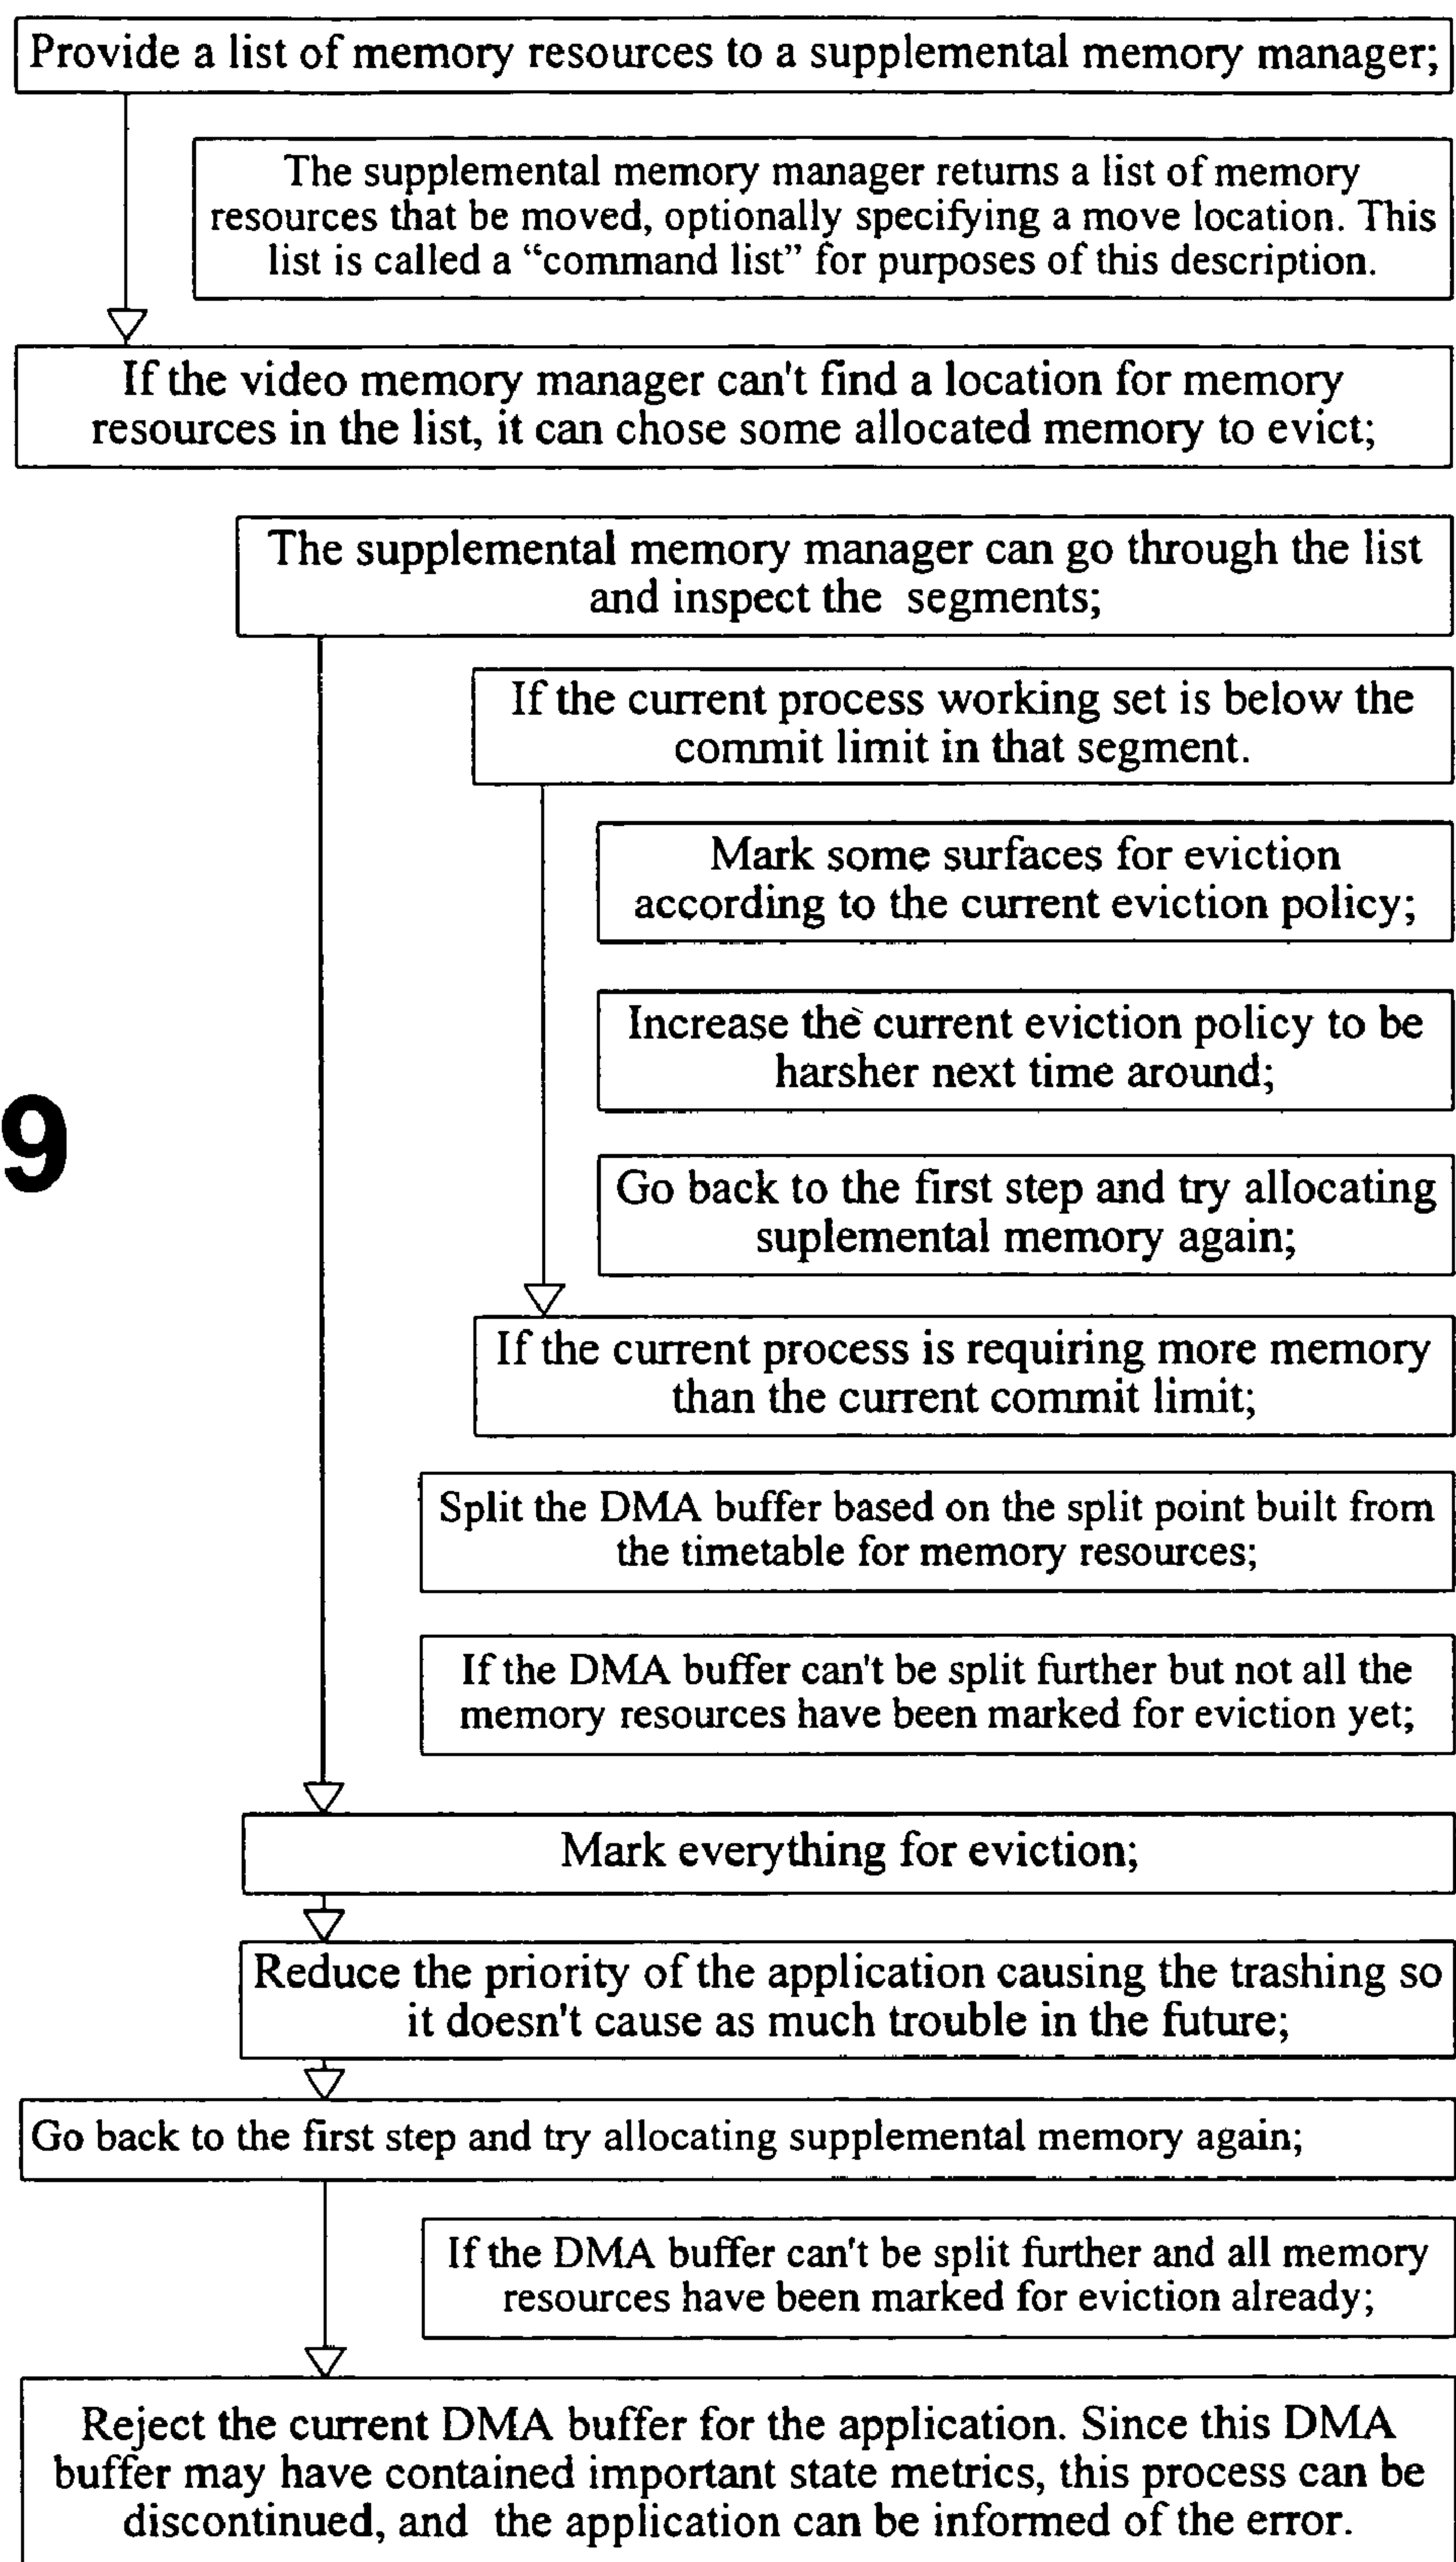 Provide a list of memory resources to a supplemental memory manager;
The supplemental memory manager returns a list of memory
resources that be moved, optionally specifying a move location. This
list is called a “command list” for purposes of this description.
If the video memory manager can't find a location for memory
resources in the list, it can chose some allocated memory to evict;
The supplemental memory manager can go through the list
and inspect the segments;
If the current process working set is below the
commit limit in that segment.
Mark some surfaces for eviction
according to the current eviction policy;
Increase the current eviction policy to be
harsher next time around;
9
Go back to the first step and try allocating
suplemental memory again;
If the current process is requiring more memory
than the current commit limit;
Split the DMA buffer based on the split point built from
the timetable for memory resources;
If the DMA buffer can't be split further but not all the
memory resources have been marked for eviction yet;
Mark everything for eviction;
Reduce the priority of the application causing the trashing so
it doesn't cause as much trouble in the future;
Go back to the first step and try allocating supplemental memory again;
If the DMA buffer can't be split further and all memory
resources have been marked for eviction already;
Reject the current DMA buffer for the application. Since this DMA
buffer may have contained important state metrics, this process can be
discontinued, and the application can be informed of the error.